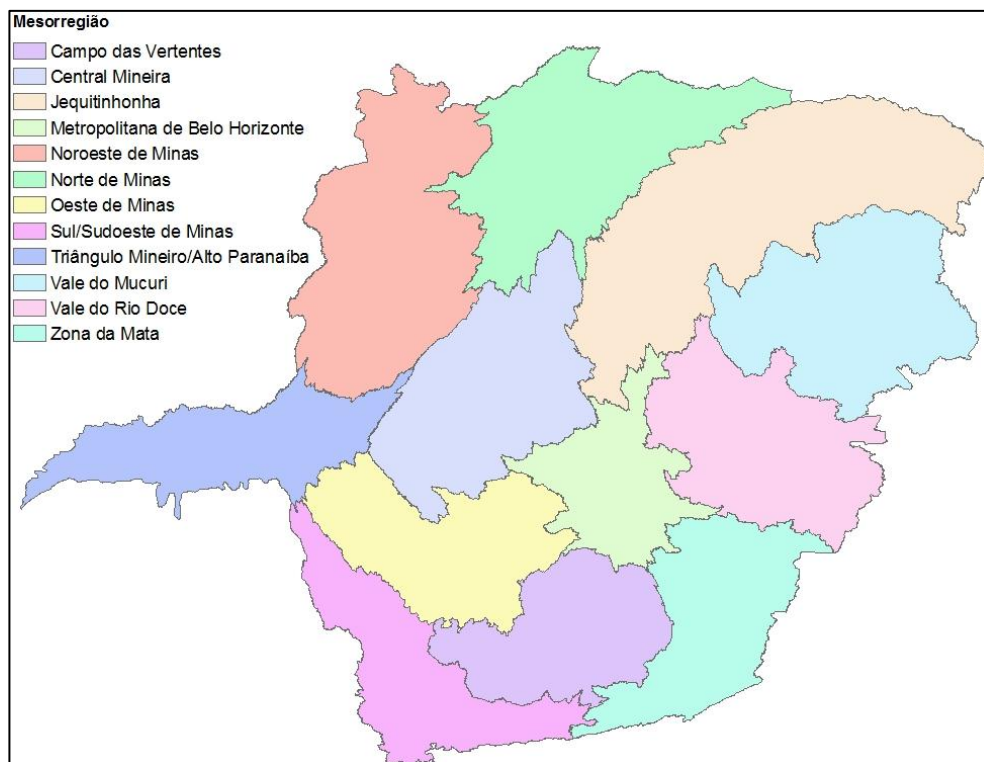 Mesorregião
Campo das Vertentes
Central Mineira
Jequitinhonha
Metropolitana de Belo Horizonte
Noroeste de Minas
Norte de Minas
Oeste de Minas
Sul/Sudoeste de Minas
Triângulo Mineiro/Alto Paranaíba
Vale do Mucuri
Vale do Rio Doce
Zona da Mata